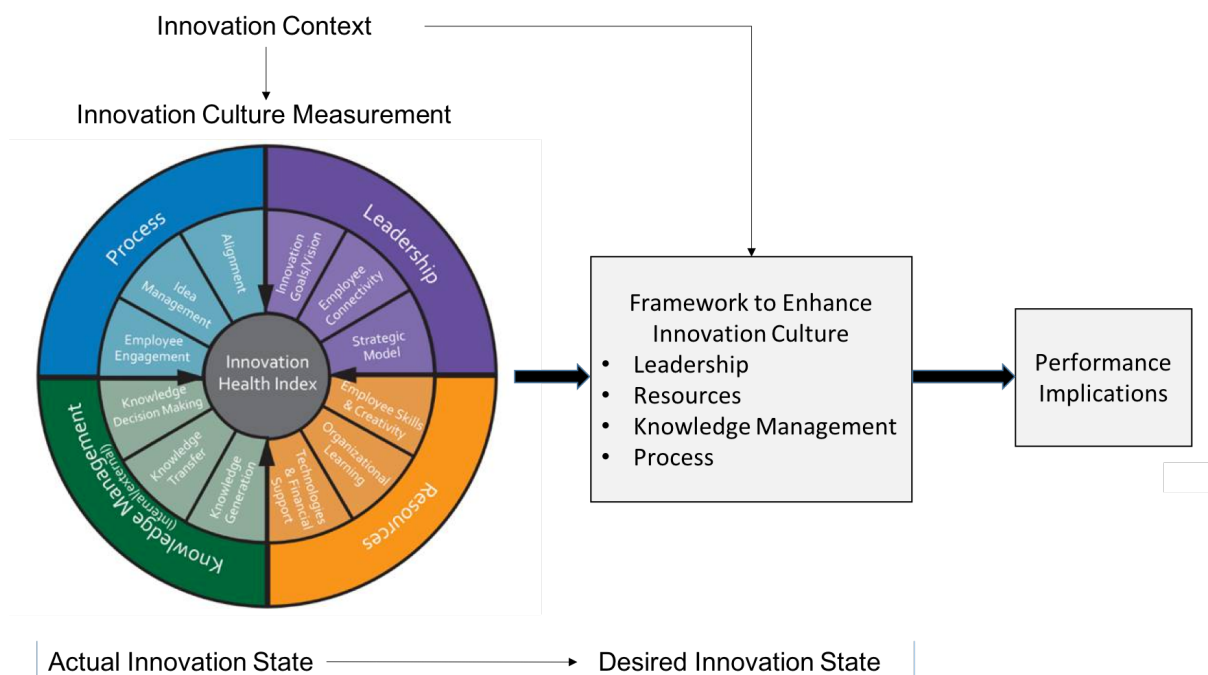 Innovation Context
Innovation Culture Measurement
Process
Leadership
Alignment
Idea
Management
Employee
Engagement
Innovation
Goals/Vision
Employee
Connectivity
Strategic
Model
Innovation
Health Index
Knowledge
Decision Making
Knowledge
Transfer
Knowledge
Generation
Employee Skills
& Creativity
Organizational
Learning
Technologies
& Financial
Support
Knowledge Management
(Internal/external)
Resources
Framework to Enhance
Innovation Culture
• Leadership
• Resources
• Knowledge Management
• Process
Performance
Implications
Actual Innovation State
Desired Innovation State